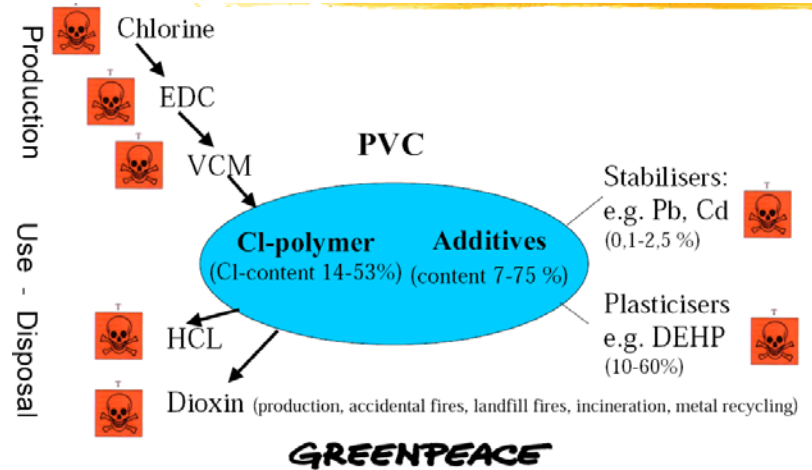 Production
Use - Disposal
T
Chlorine
T
EDC
T
VCM
PVC
Cl-polymer
(Cl-content 14-53%)
Additives
(content 7-75 %)
Stabilisers:
e.g. Pb, Cd
(0,1-2,5 %)
T
Plasticisers
e.g. DEHP
(10-60%)
T
T
HCL
T
Dioxin (production, accidental fires, landfill fires, incineration, metal recycling)
GREENPEACE